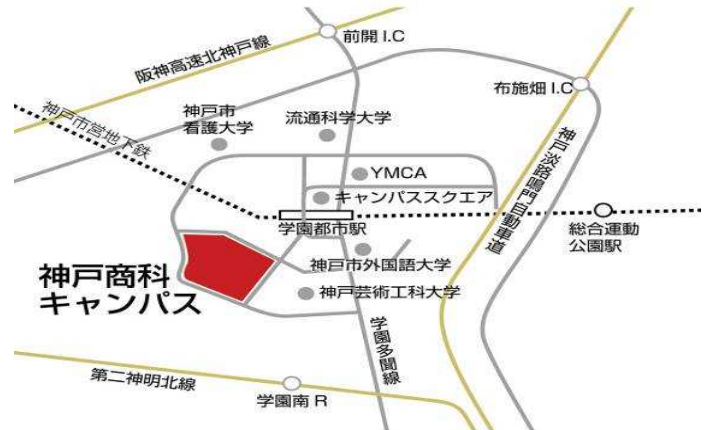 前開I.C
阪神高速北神戸線
布施畑I.C
神戸市営地下鉄
神戸市
看護大学
流通科学大学
神戸淡路鳴門自動車道
YMCA
キャンパススクエア
学園都市駅
総合運動
公園駅
神戸市外国語大学
神戸商科
キャンパス
神戸芸術工科大学
学園多聞線
第二神明北線
学園南R